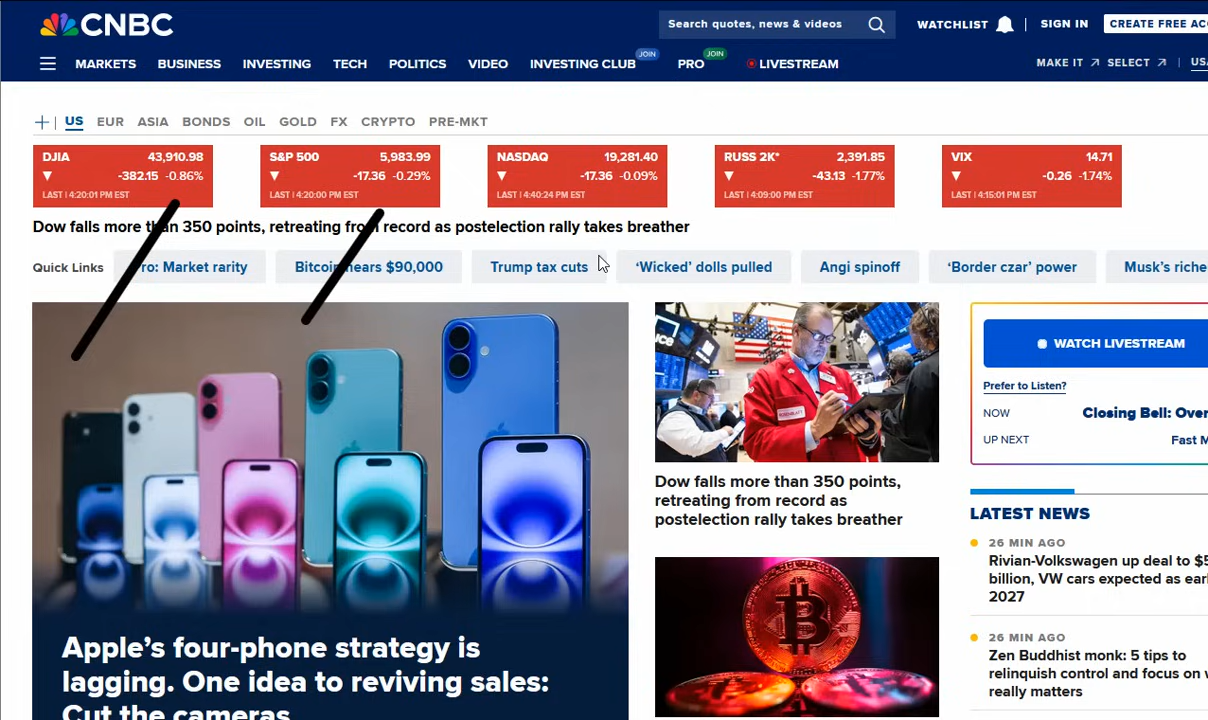 CNBC
Search quotes, news & videos
WATCHLIST
SIGN IN
CREATE FREE ACC
MARKETS BUSINESS INVESTING TECH POLITICS VIDEO INVESTING CLUB JOIN PRO JOIN LIVESTREAM
MAKE IT SELECT USA
US EUR ASIA BONDS OIL GOLD FX CRYPTO PRE-MKT
DJIA 43,910.98
-382.15 -0.86%
LAST | 4:20:01 PM EST
S&P 500 5,983.99
-17.36 -0.29%
LAST | 4:20:00 PM EST
NASDAQ 19,281.40
-17.36 -0.09%
LAST | 4:40:24 PM EST
RUSS 2K* 2,391.85
-43.13 -1.77%
LAST | 4:09:00 PM EST
VIX 14.71
-0.26 -1.74%
LAST | 4:15:01 PM EST
Dow falls more than 350 points, retreating from record as postelection rally takes breather
Quick Links Pro: Market rarity Bitcoin nears $90,000 Trump tax cuts ‘Wicked’ dolls pulled Angi spinoff ‘Border czar’ power Musk’s riche
Apple’s four-phone strategy is
lagging. One idea to reviving sales:
Cut the cameras
Dow falls more than 350 points,
retreating from record as
postelection rally takes breather
WATCH LIVESTREAM
Prefer to Listen?
NOW Closing Bell: Over
UP NEXT Fast M
LATEST NEWS
26 MIN AGO
Rivian-Volkswagen up deal to $5
billion, VW cars expected as earl
2027
26 MIN AGO
Zen Buddhist monk: 5 tips to
relinquish control and focus on w
really matters